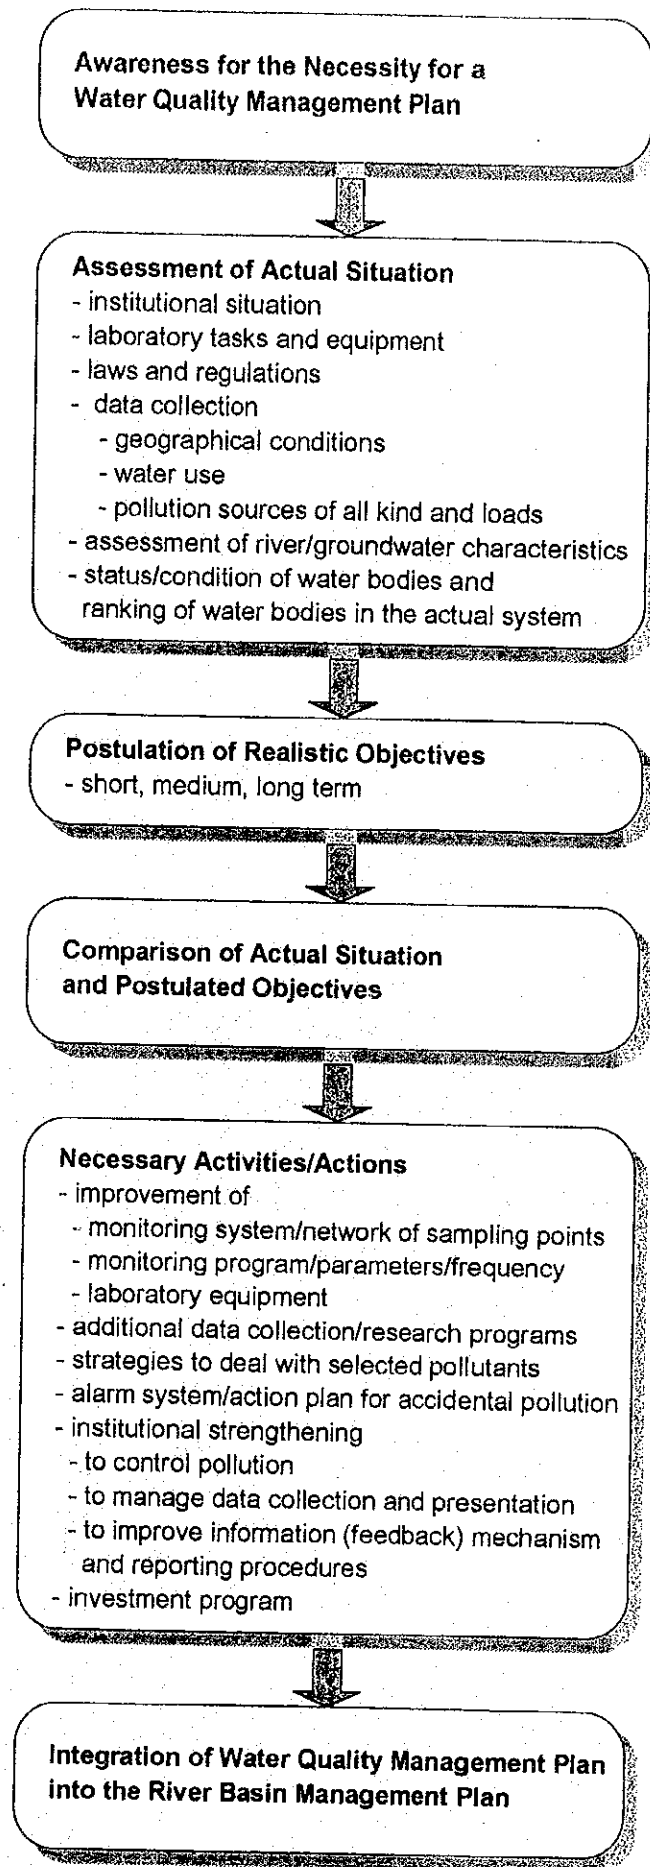 Awareness for the Necessity for a
Water Quality Management Plan
Assessment of Actual Situation
- institutional situation
- laboratory tasks and equipment
- laws and regulations
- data collection
- geographical conditions
- water use
- pollution sources of all kind and loads
- assessment of river/groundwater characteristics
- status/condition of water bodies and
ranking of water bodies in the actual system
Postulation of Realistic Objectives
- short, medium, long term
Comparison of Actual Situation
and Postulated Objectives
Necessary Activities/Actions
- improvement of
- monitoring system/network of sampling points
- monitoring program/parameters/frequency
- laboratory equipment
- additional data collection/research programs
- strategies to deal with selected pollutants
- alarm system/action plan for accidental pollution
- institutional strengthening
- to control pollution
- to manage data collection and presentation
- to improve information (feedback) mechanism
and reporting procedures
- investment program
Integration of Water Quality Management Plan
into the River Basin Management Plan